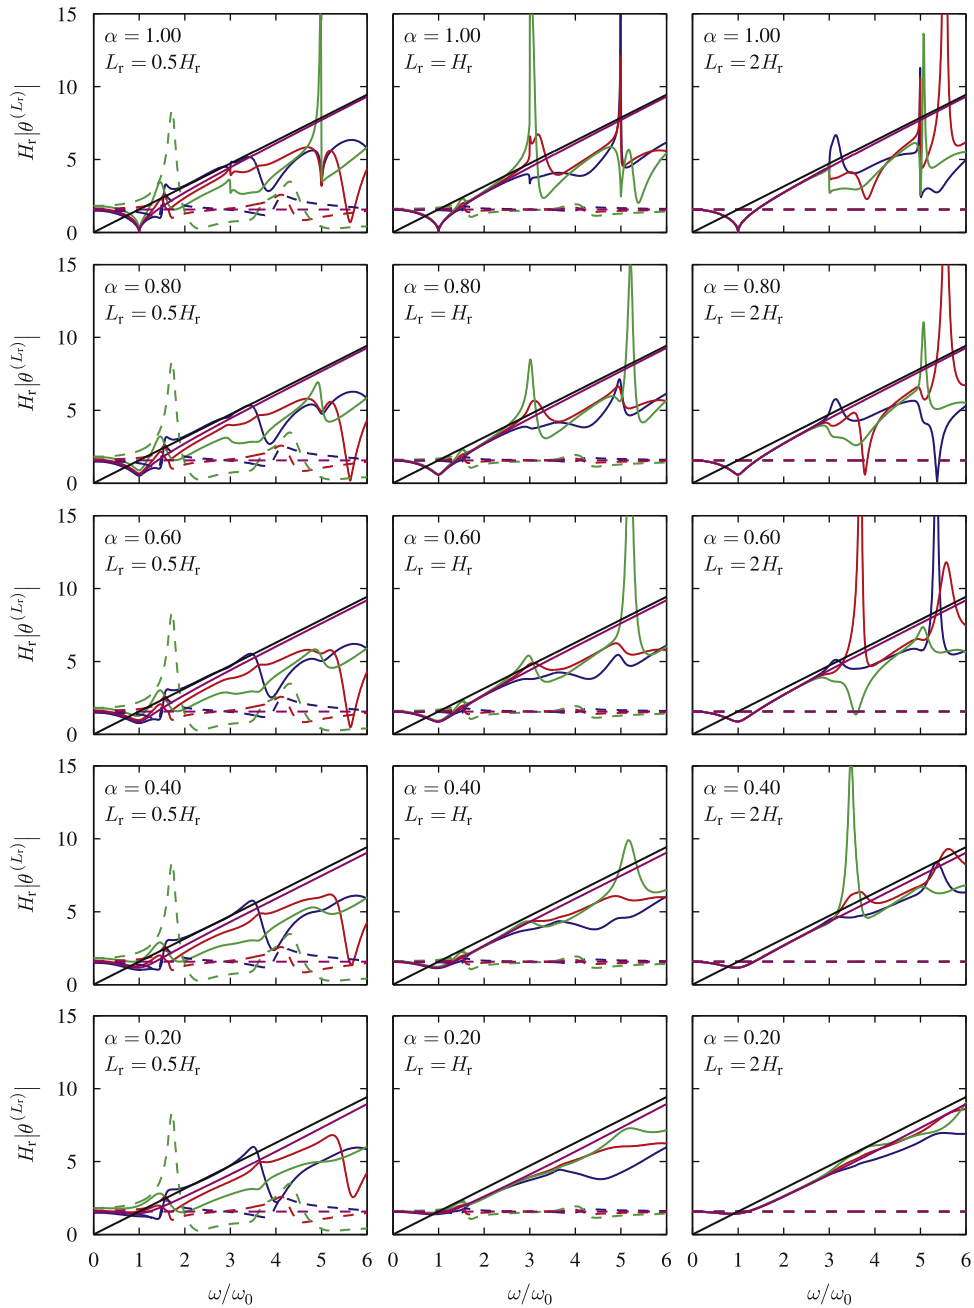 15
α = 1.00
L_r = 0.5H_r
α = 1.00
L_r = H_r
α = 1.00
L_r = 2H_r
10
H_r|θ^(L_r)|
5
0
15
α = 0.80
L_r = 0.5H_r
α = 0.80
L_r = H_r
α = 0.80
L_r = 2H_r
10
H_r|θ^(L_r)|
5
0
15
α = 0.60
L_r = 0.5H_r
α = 0.60
L_r = H_r
α = 0.60
L_r = 2H_r
10
H_r|θ^(L_r)|
5
0
15
α = 0.40
L_r = 0.5H_r
α = 0.40
L_r = H_r
α = 0.40
L_r = 2H_r
10
H_r|θ^(L_r)|
5
0
15
α = 0.20
L_r = 0.5H_r
α = 0.20
L_r = H_r
α = 0.20
L_r = 2H_r
10
H_r|θ^(L_r)|
5
0
0 1 2 3 4 5 6 0 1 2 3 4 5 6 0 1 2 3 4 5 6
ω/ω_0 ω/ω_0 ω/ω_0